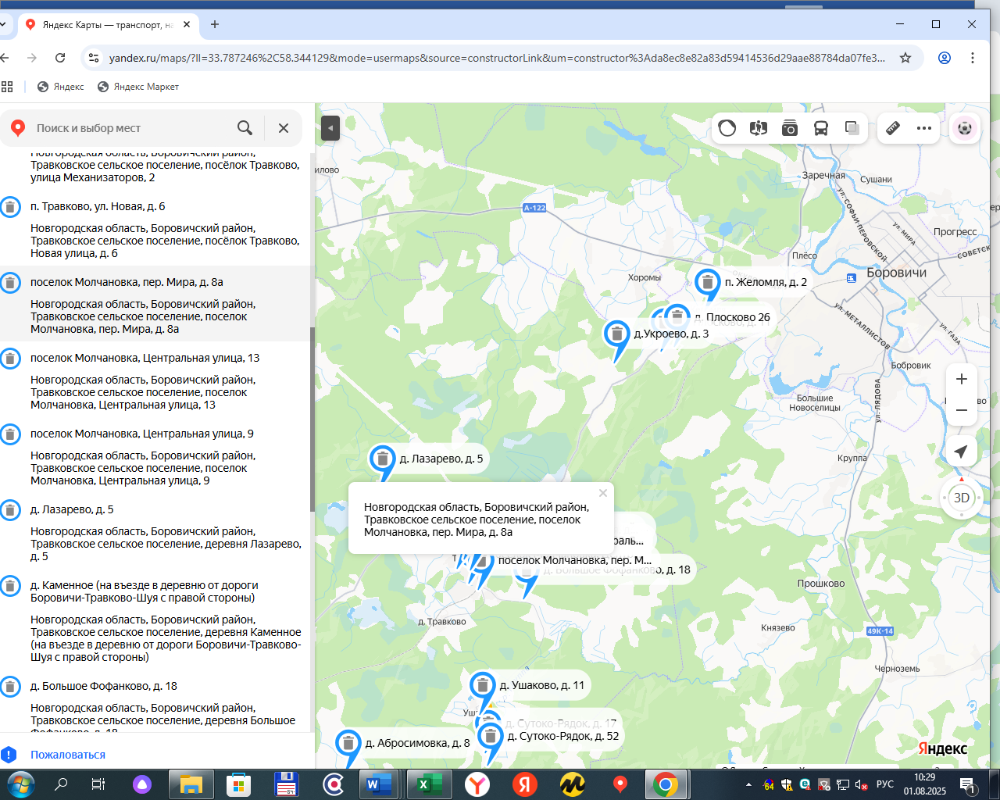 Яндекс Карты — транспорт, на
yandex.ru/maps/?ll=33.787246%2C58.344129&mode=usermaps&source=constructorLink&um=constructor%3Ada8ec8e82a83d59414536d29aae88784da07fe3...
Яндекс
Яндекс Маркет
Поиск и выбор мест
Новгородская область, Боровичский район,
Травковское сельское поселение, посёлок Травково,
улица Механизаторов, 2
п. Травково, ул. Новая, д. 6
Новгородская область, Боровичский район,
Травковское сельское поселение, посёлок Травково,
Новая улица, д. 6
поселок Молчановка, пер. Мира, д. 8а
Новгородская область, Боровичский район,
Травковское сельское поселение, поселок
Молчановка, пер. Мира, д. 8а
поселок Молчановка, Центральная улица, 13
Новгородская область, Боровичский район,
Травковское сельское поселение, поселок
Молчановка, Центральная улица, 13
поселок Молчановка, Центральная улица, 9
Новгородская область, Боровичский район,
Травковское сельское поселение, поселок
Молчановка, Центральная улица, 9
д. Лазарево, д. 5
Новгородская область, Боровичский район,
Травковское сельское поселение, деревня Лазарево,
д. 5
д. Каменное (на въезде в деревню от дороги
Боровичи-Травково-Шуя с правой стороны)
Новгородская область, Боровичский район,
Травковское сельское поселение, деревня Каменное
(на въезде в деревню от дороги Боровичи-Травково-
Шуя с правой стороны)
д. Большое Фофанково, д. 18
Новгородская область, Боровичский район,
Травковское сельское поселение, деревня Большое
Фофанково, д. 18
Пожаловаться
илово
А-122
Заречная
Сушани
ул. СОФЬИ ПЕРОВСКОЙ
ул. МИРА
Прогресс
СОВЕТСК
Плёсо
Боровичи
Хоромы
п. Желомля, д. 2
д. Плосково 26
д.Укроево, д. 3
ул. МЕТАЛЛИСТОВ
ул. ГАЗА
Бобровик
ул. ЛЯДОВА
Большие
Новоселицы
Круппа
3D
д. Лазарево, д. 5
Новгородская область, Боровичский район,
Травковское сельское поселение, поселок
Молчановка, пер. Мира, д. 8а
раль...
поселок Молчановка, пер. М...
д. Большое Фофанково, д. 18
Прошково
д. Травково
Князево
49К-14
Черноземь
д. Ушаково, д. 11
Уша
д. Сутоко-Рядок, д. 17
д. Сутоко-Рядок, д. 52
д. Абросимовка, д. 8
Яндекс
64
РУС
10:29
01.08.2025
1